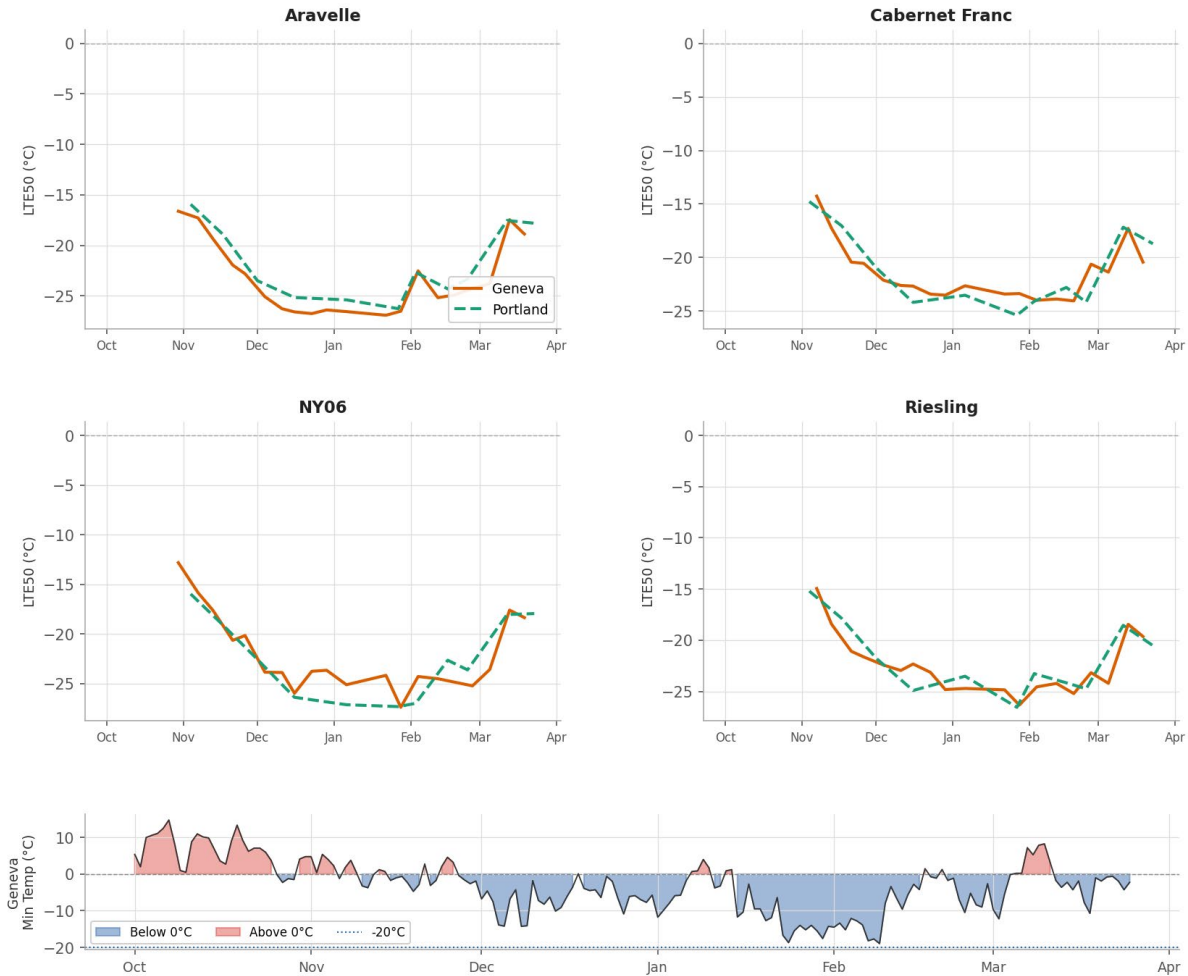 Aravelle
0
−5
−10
−15
−20
−25
LTE50 (°C)
Geneva
Portland
Oct Nov Dec Jan Feb Mar Apr
Cabernet Franc
0
−5
−10
−15
−20
−25
LTE50 (°C)
Oct Nov Dec Jan Feb Mar Apr
NY06
0
−5
−10
−15
−20
−25
LTE50 (°C)
Oct Nov Dec Jan Feb Mar Apr
Riesling
0
−5
−10
−15
−20
−25
LTE50 (°C)
Oct Nov Dec Jan Feb Mar Apr
Geneva
Min Temp (°C)
10
0
−10
−20
Below 0°C Above 0°C -20°C
Oct Nov Dec Jan Feb Mar Apr